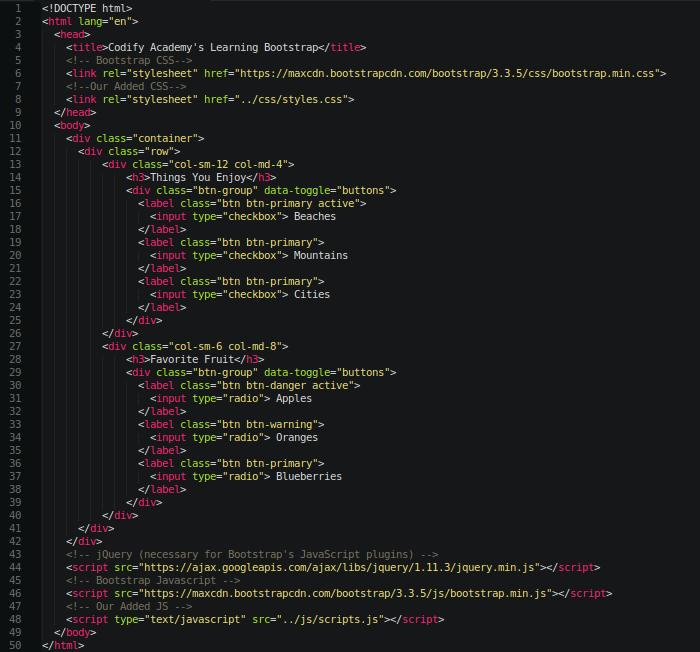 1 <!DOCTYPE html>
2 <html lang="en">
3   <head>
4     <title>Codify Academy's Learning Bootstrap</title>
5     <!-- Bootstrap CSS-->
6     <link rel="stylesheet" href="https://maxcdn.bootstrapcdn.com/bootstrap/3.3.5/css/bootstrap.min.css">
7     <!--Our Added CSS-->
8     <link rel="stylesheet" href="../css/styles.css">
9   </head>
10   <body>
11     <div class="container">
12       <div class="row">
13           <div class="col-sm-12 col-md-4">
14               <h3>Things You Enjoy</h3>
15               <div class="btn-group" data-toggle="buttons">
16                 <label class="btn btn-primary active">
17                   <input type="checkbox"> Beaches
18                 </label>
19                 <label class="btn btn-primary">
20                   <input type="checkbox"> Mountains
21                 </label>
22                 <label class="btn btn-primary">
23                   <input type="checkbox"> Cities
24                 </label>
25               </div>
26           </div>
27           <div class="col-sm-6 col-md-8">
28               <h3>Favorite Fruit</h3>
29               <div class="btn-group" data-toggle="buttons">
30                 <label class="btn btn-danger active">
31                   <input type="radio"> Apples
32                 </label>
33                 <label class="btn btn-warning">
34                   <input type="radio"> Oranges
35                 </label>
36                 <label class="btn btn-primary">
37                   <input type="radio"> Blueberries
38                 </label>
39               </div>
40           </div>
41       </div>
42     </div>
43     <!-- jQuery (necessary for Bootstrap's JavaScript plugins) -->
44     <script src="https://ajax.googleapis.com/ajax/libs/jquery/1.11.3/jquery.min.js"></script>
45     <!-- Bootstrap Javascript -->
46     <script src="https://maxcdn.bootstrapcdn.com/bootstrap/3.3.5/js/bootstrap.min.js"></script>
47     <!-- Our Added JS -->
48     <script type="text/javascript" src="../js/scripts.js"></script>
49   </body>
50 </html>